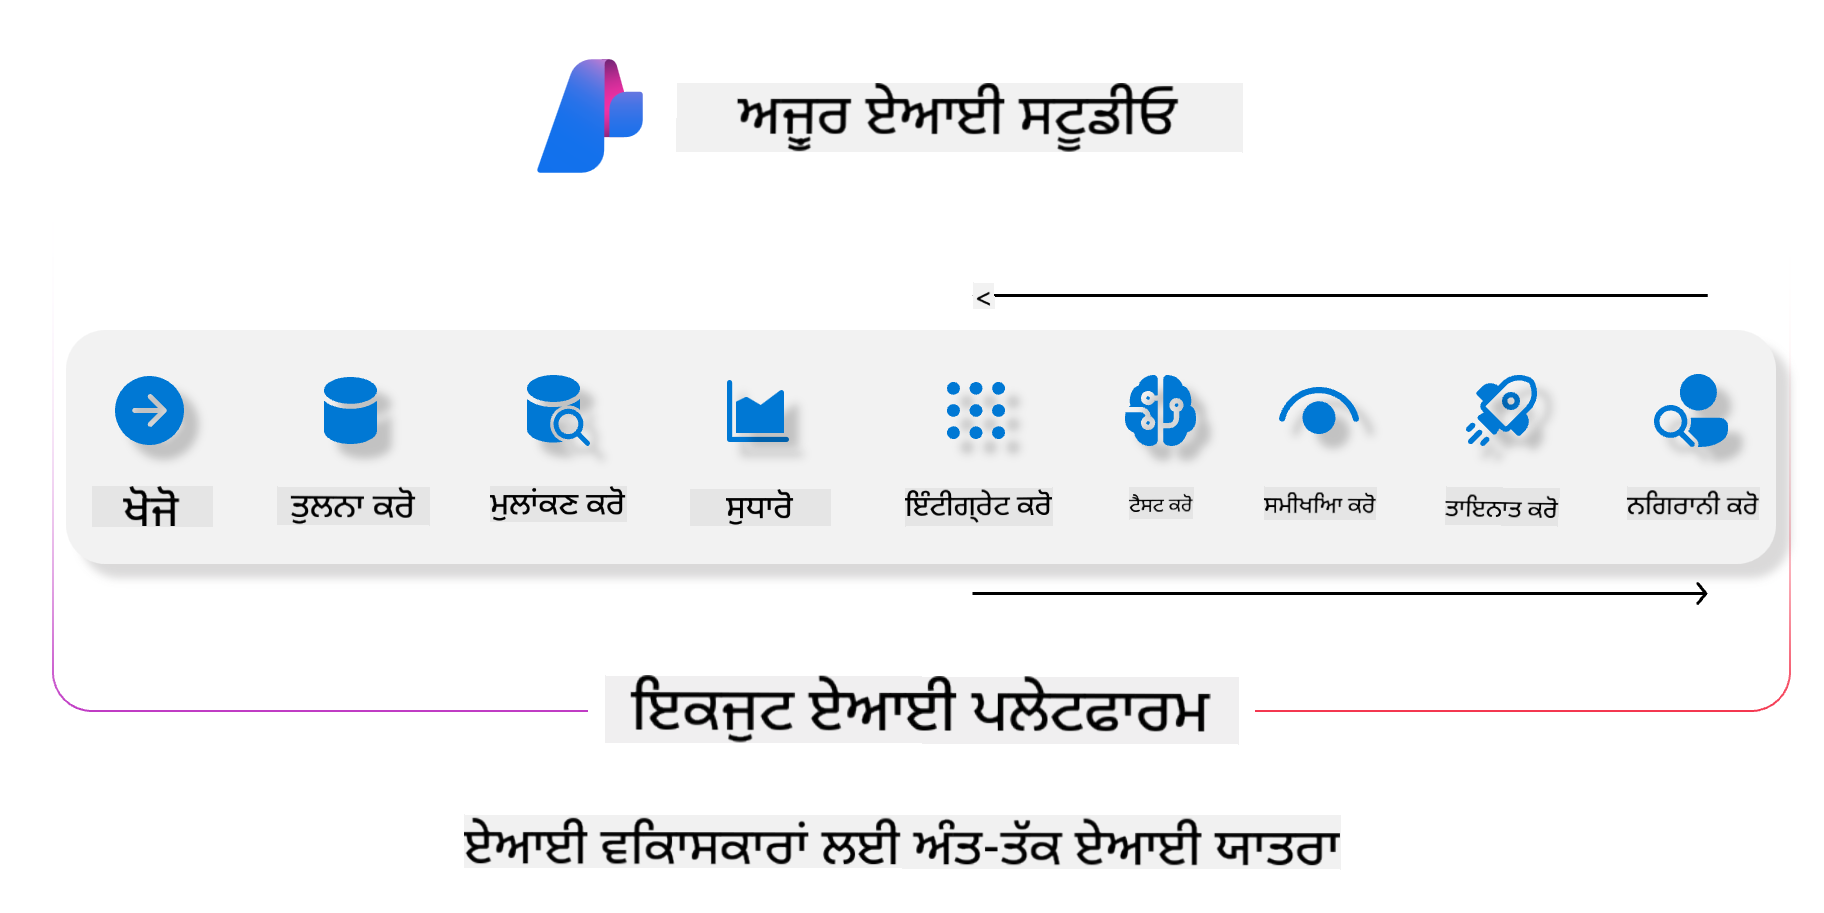 ਅਜ਼ੂਰ ਏਆਈ ਸਟੂਡੀਓ
<
ਖੋਜੋ
ਤੁਲਨਾ ਕਰੋ
ਮੁਲਾਂਕਣ ਕਰੋ
ਸੁਧਾਰੋ
ਇੰਟੀਗ੍ਰੇਟ ਕਰੋ
ਟੈਸਟ ਕਰੋ
ਸਮੀਖਿਆ ਕਰੋ
ਤਾਇਨਾਤ ਕਰੋ
ਨਿਗਰਾਨੀ ਕਰੋ
ਇਕਜੁਟ ਏਆਈ ਪਲੇਟਫਾਰਮ
ਏਆਈ ਵਿਕਾਸਕਾਰਾਂ ਲਈ ਅੰਤ-ਤੱਕ ਏਆਈ ਯਾਤਰਾ